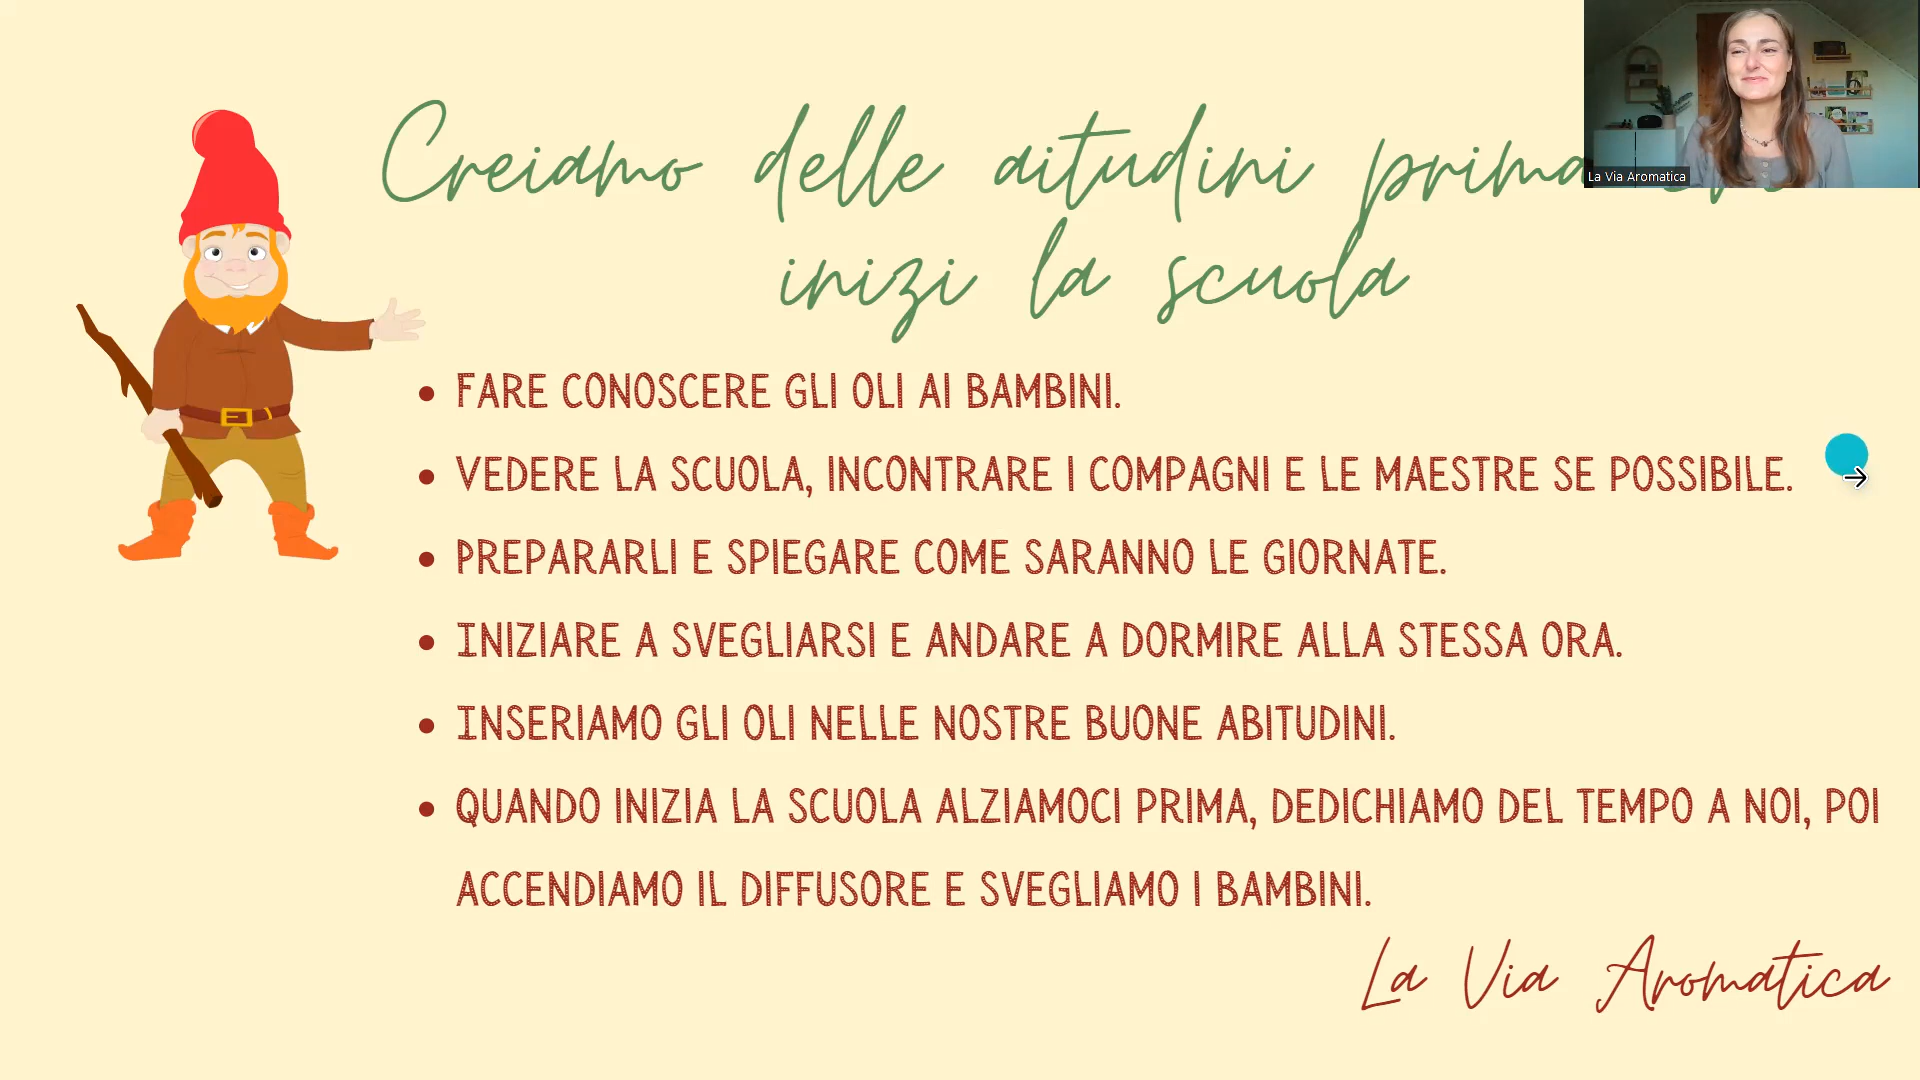 Creiamo delle aitudini prima
inizi la scuola
La Via Aromatica
FARE CONOSCERE GLI OLI AI BAMBINI.
VEDERE LA SCUOLA, INCONTRARE I COMPAGNI E LE MAESTRE SE POSSIBILE.
PREPARARLI E SPIEGARE COME SARANNO LE GIORNATE.
INIZIARE A SVEGLIARSI E ANDARE A DORMIRE ALLA STESSA ORA.
INSERIAMO GLI OLI NELLE NOSTRE BUONE ABITUDINI.
QUANDO INIZIA LA SCUOLA ALZIAMOCI PRIMA, DEDICHIAMO DEL TEMPO A NOI, POI
ACCENDIAMO IL DIFFUSORE E SVEGLIAMO I BAMBINI.
La Via Aromatica